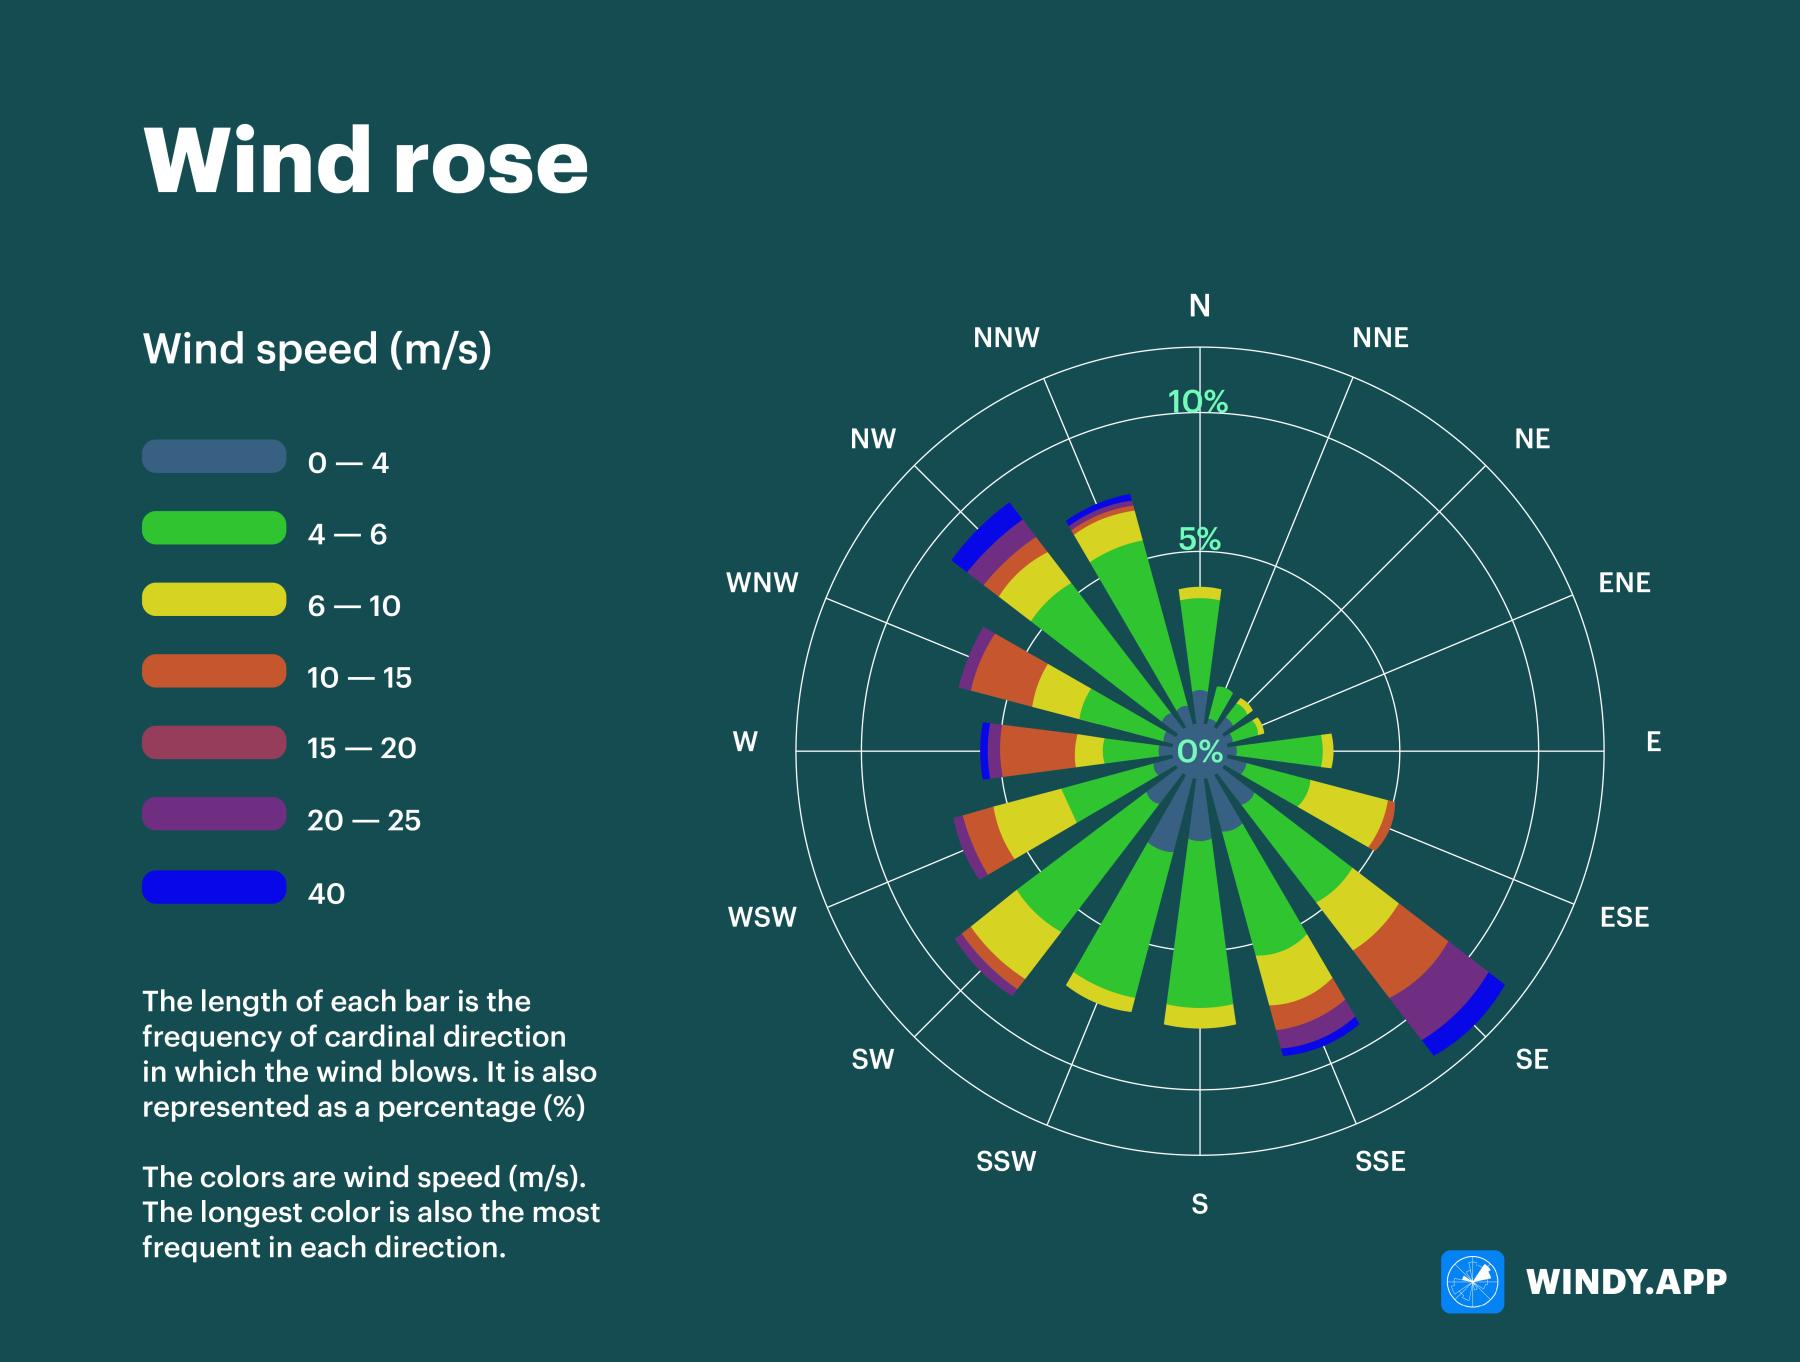 Wind rose
Wind speed (m/s)
0 — 4
4 — 6
6 — 10
10 — 15
15 — 20
20 — 25
40
The length of each bar is the
frequency of cardinal direction
in which the wind blows. It is also
represented as a percentage (%)
The colors are wind speed (m/s).
The longest color is also the most
frequent in each direction.
N
NNW
NNE
10%
NW
NE
5%
WNW
ENE
W
0%
E
WSW
ESE
SW
SE
SSW
SSE
S
WINDY.APP